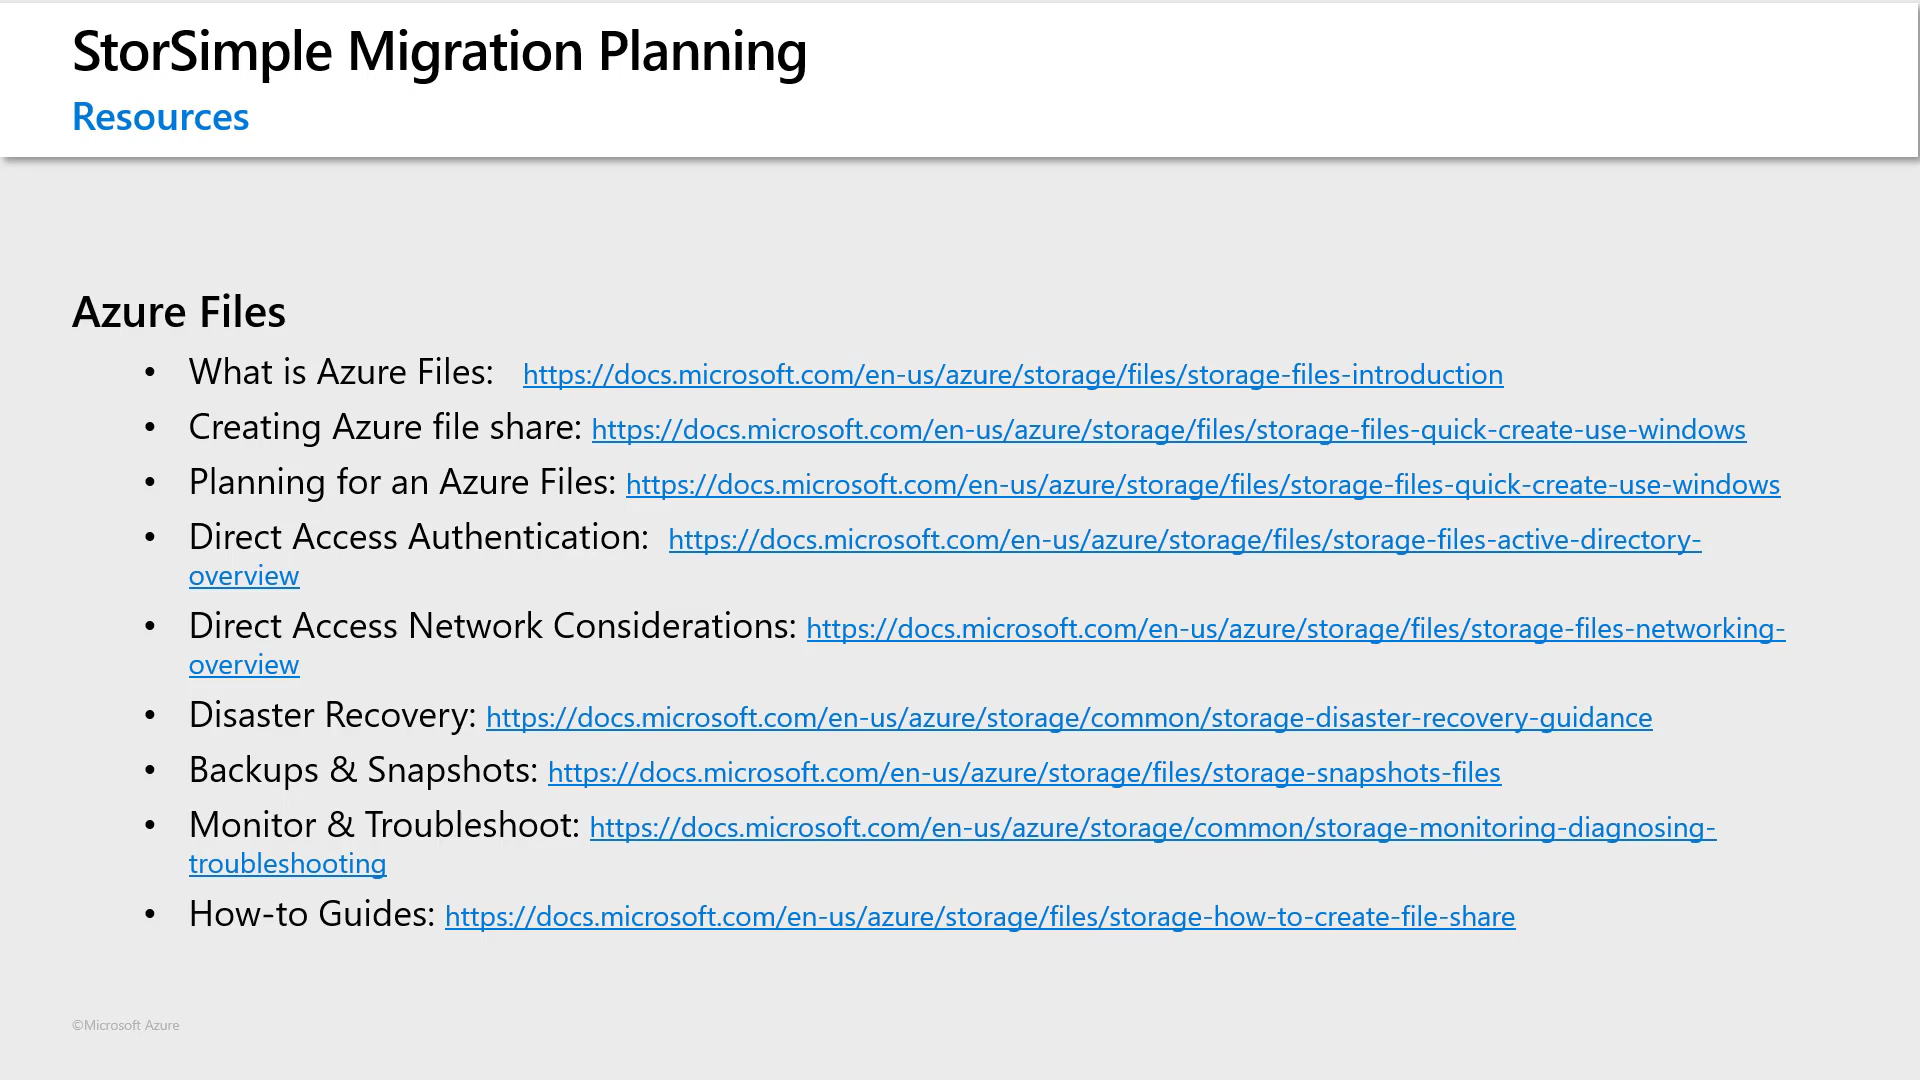 StorSimple Migration Planning
Resources
Azure Files
• What is Azure Files: https://docs.microsoft.com/en-us/azure/storage/files/storage-files-introduction
• Creating Azure file share: https://docs.microsoft.com/en-us/azure/storage/files/storage-files-quick-create-use-windows
• Planning for an Azure Files: https://docs.microsoft.com/en-us/azure/storage/files/storage-files-quick-create-use-windows
• Direct Access Authentication: https://docs.microsoft.com/en-us/azure/storage/files/storage-files-active-directory-
overview
• Direct Access Network Considerations: https://docs.microsoft.com/en-us/azure/storage/files/storage-files-networking-
overview
• Disaster Recovery: https://docs.microsoft.com/en-us/azure/storage/common/storage-disaster-recovery-guidance
• Backups & Snapshots: https://docs.microsoft.com/en-us/azure/storage/files/storage-snapshots-files
• Monitor & Troubleshoot: https://docs.microsoft.com/en-us/azure/storage/common/storage-monitoring-diagnosing-
troubleshooting
• How-to Guides: https://docs.microsoft.com/en-us/azure/storage/files/storage-how-to-create-file-share
©Microsoft Azure